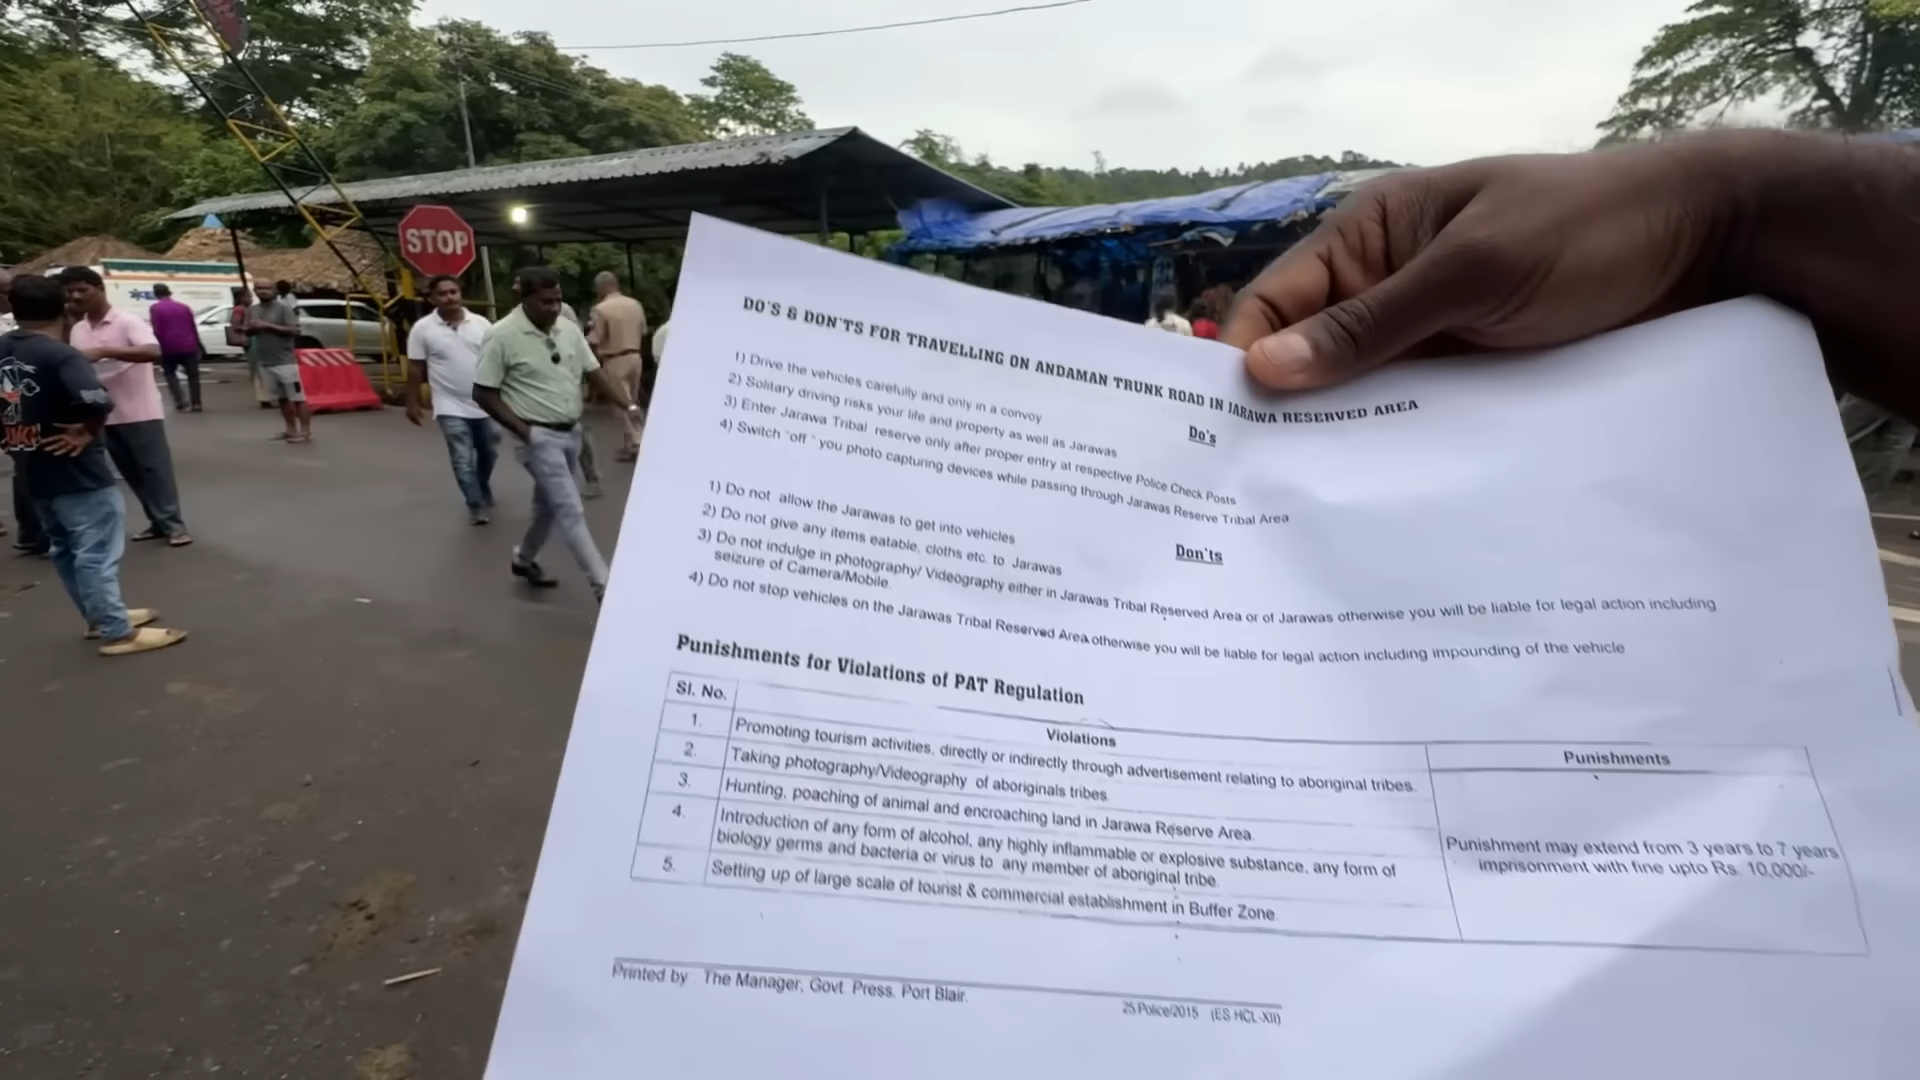 STOP
DO'S & DON'TS FOR TRAVELLING ON ANDAMAN TRUNK ROAD IN JARAWA RESERVED AREA
Do's
1) Drive the vehicles carefully and only in a convoy
2) Solitary driving risks your life and property as well as Jarawas
3) Enter Jarawa Tribal reserve only after proper entry at respective Police Check Posts
4) Switch "off" you photo capturing devices while passing through Jarawas Reserve Tribal Area
Don'ts
1) Do not allow the Jarawas to get into vehicles
2) Do not give any items eatable, cloths etc. to Jarawas
3) Do not indulge in photography/ Videography either in Jarawas Tribal Reserved Area or of Jarawas otherwise you will be liable for legal action including
seizure of Camera/Mobile.
4) Do not stop vehicles on the Jarawas Tribal Reserved Area otherwise you will be liable for legal action including impounding of the vehicle
Punishments for Violations of PAT Regulation
Sl. No.
Violations
Punishments
1. Promoting tourism activities, directly or indirectly through advertisement relating to aboriginal tribes.
2. Taking photography/Videography of aboriginals tribes.
3. Hunting, poaching of animal and encroaching land in Jarawa Reserve Area.
4. Introduction of any form of alcohol, any highly inflammable or explosive substance, any form of
biology germs and bacteria or virus to any member of aboriginal tribe.
5. Setting up of large scale of tourist & commercial establishment in Buffer Zone.
Punishment may extend from 3 years to 7 years
imprisonment with fine upto Rs. 10,000/-
Printed by : The Manager, Govt. Press, Port Blair.
25 Police/2015 (ES HCL-XII)